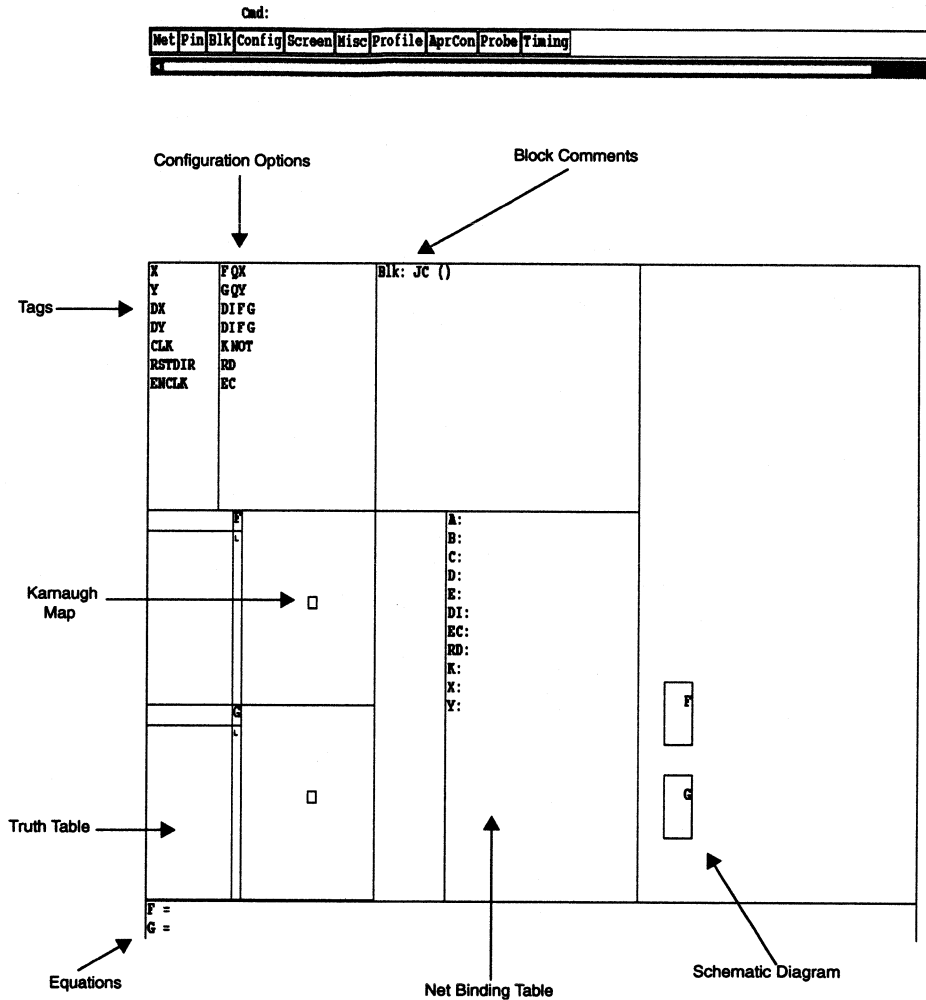 Cmd:
Net Pin Blk Config Screen Misc Profile AprCon Probe Timing
Configuration Options
Block Comments
Tags
X F QX
Y G QY
DX DI F G
DY DI F G
CLK K NOT
RSTDIR RD
ENCLK EC
Blk: JC ()
Karnaugh
Map
F
L
G
L
Truth Table
A:
B:
C:
D:
E:
DI:
EC:
RD:
K:
X:
Y:
F
G
F =
G =
Equations
Net Binding Table
Schematic Diagram